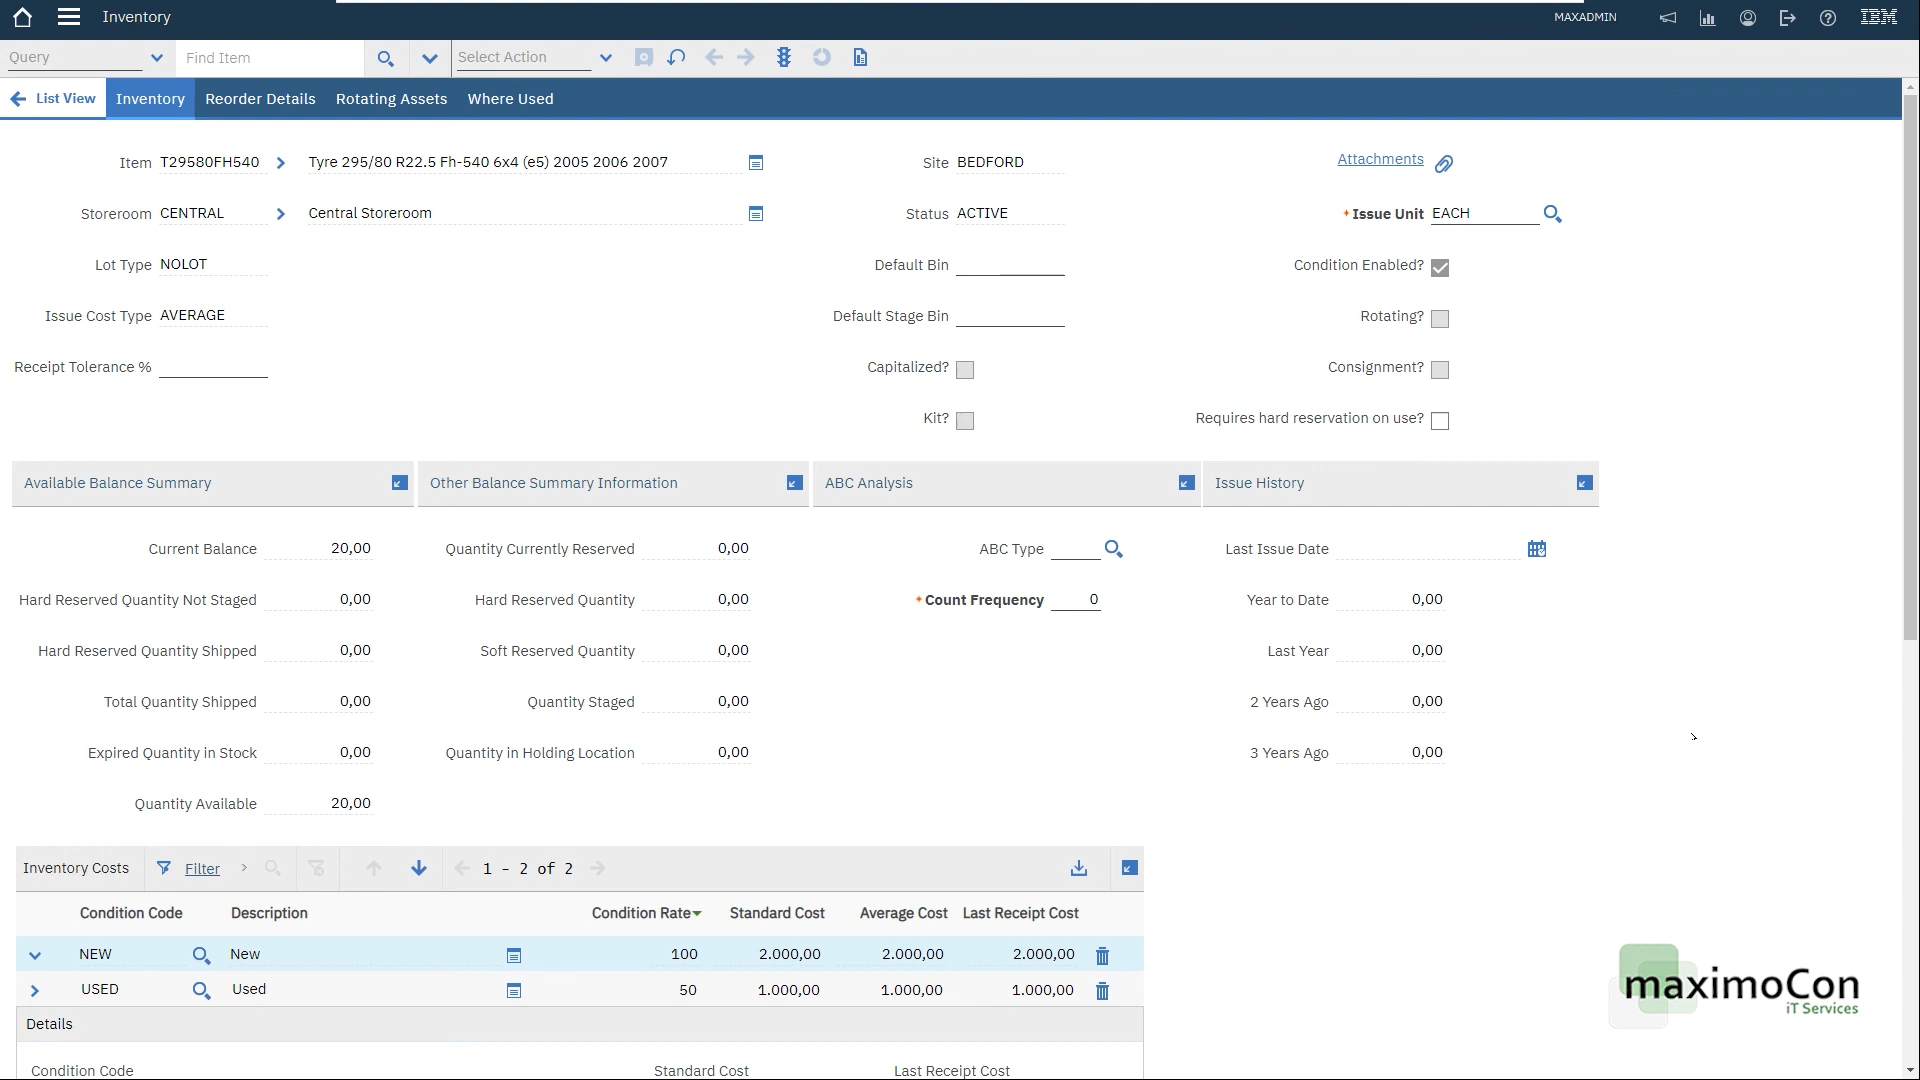 Inventory
MAXADMIN
IBM
Query
Find Item
Select Action
List View
Inventory
Reorder Details
Rotating Assets
Where Used
Item T29580FH540
Tyre 295/80 R22.5 Fh-540 6x4 (e5) 2005 2006 2007
Site BEDFORD
Attachments
Storeroom CENTRAL
Central Storeroom
Status ACTIVE
Issue Unit EACH
Lot Type NOLOT
Default Bin
Condition Enabled?
Issue Cost Type AVERAGE
Default Stage Bin
Rotating?
Receipt Tolerance %
Capitalized?
Consignment?
Kit?
Requires hard reservation on use?
Available Balance Summary
Other Balance Summary Information
ABC Analysis
Issue History
Current Balance 20,00
Quantity Currently Reserved 0,00
ABC Type
Last Issue Date
Hard Reserved Quantity Not Staged 0,00
Hard Reserved Quantity 0,00
Count Frequency 0
Year to Date 0,00
Hard Reserved Quantity Shipped 0,00
Soft Reserved Quantity 0,00
Last Year 0,00
Total Quantity Shipped 0,00
Quantity Staged 0,00
2 Years Ago 0,00
Expired Quantity in Stock 0,00
Quantity in Holding Location 0,00
3 Years Ago 0,00
Quantity Available 20,00
Inventory Costs
Filter
1 - 2 of 2
Condition Code Description Condition Rate Standard Cost Average Cost Last Receipt Cost
NEW New 100 2.000,00 2.000,00 2.000,00
USED Used 50 1.000,00 1.000,00 1.000,00
Details
Condition Code Standard Cost Last Receipt Cost
maximoCon
iT Services